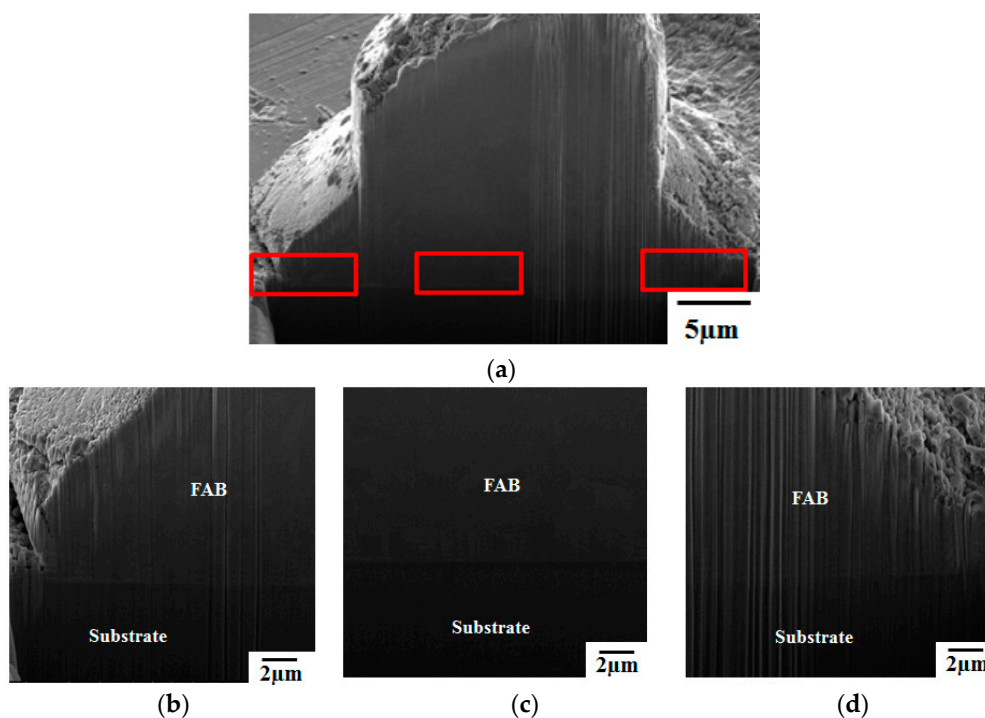 5µm
(a)
FAB
Substrate
2µm
FAB
Substrate
2µm
FAB
Substrate
2µm
(b)
(c)
(d)